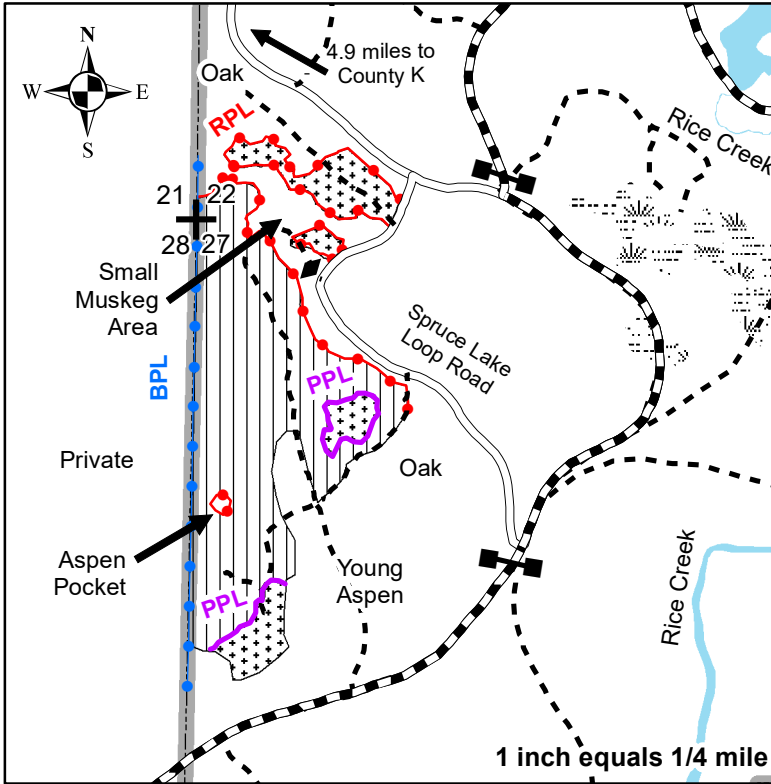 N
W
E
S
4.9 miles to
County K
Oak
RPL
Rice Creek
21
22
28
27
Small
Muskeg
Area
Spruce Lake
Loop Road
BPL
PPL
Private
Oak
Aspen
Pocket
Young
Aspen
PPL
Rice Creek
1 inch equals 1/4 mile